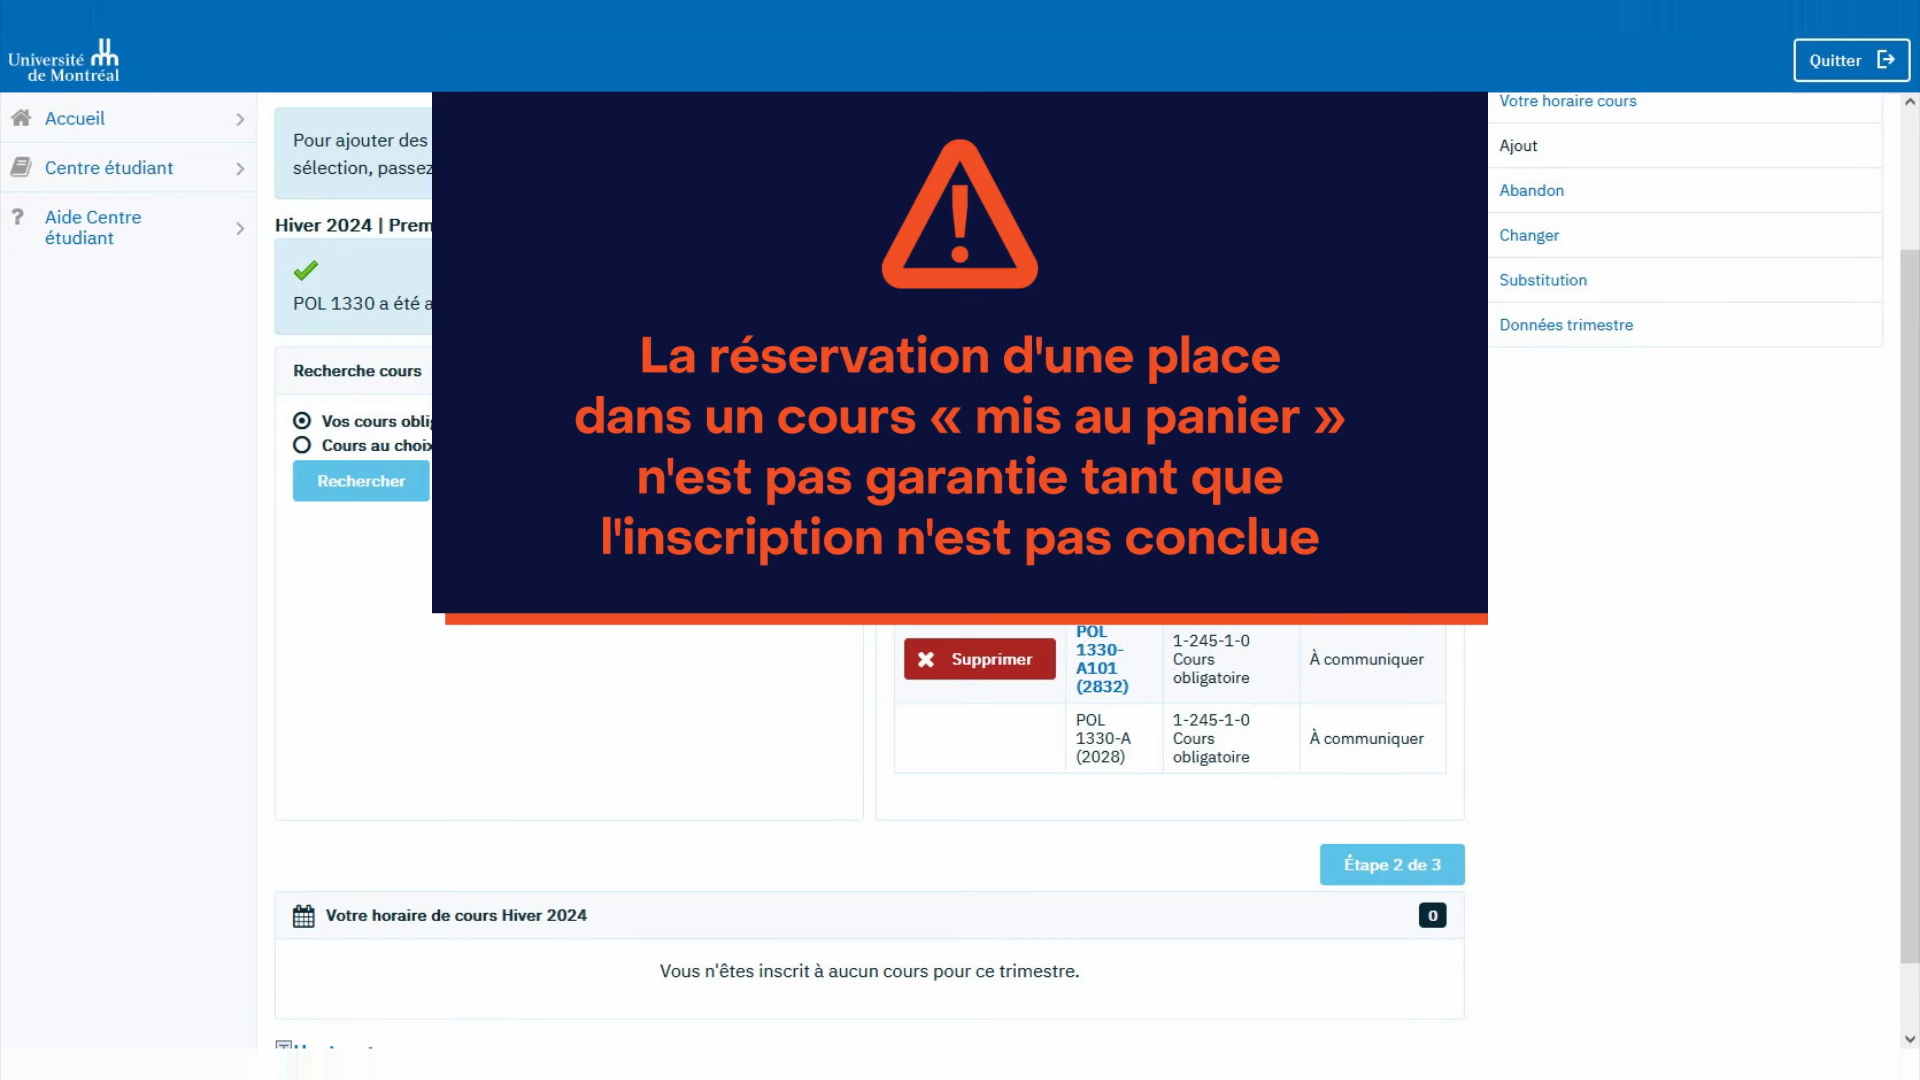 Université
de Montréal
Quitter
Accueil
Centre étudiant
Aide Centre
étudiant
Pour ajouter des
sélection, passez
Hiver 2024 | Prem
POL 1330 a été a
Recherche cours
Vos cours obli
Cours au choix
Rechercher
La réservation d'une place
dans un cours « mis au panier »
n'est pas garantie tant que
l'inscription n'est pas conclue
Votre horaire cours
Ajout
Abandon
Changer
Substitution
Données trimestre
Supprimer
POL
1330-
A101
(2832)
1-245-1-0
Cours
obligatoire
À communiquer
POL
1330-A
(2028)
1-245-1-0
Cours
obligatoire
À communiquer
Étape 2 de 3
Votre horaire de cours Hiver 2024
0
Vous n'êtes inscrit à aucun cours pour ce trimestre.